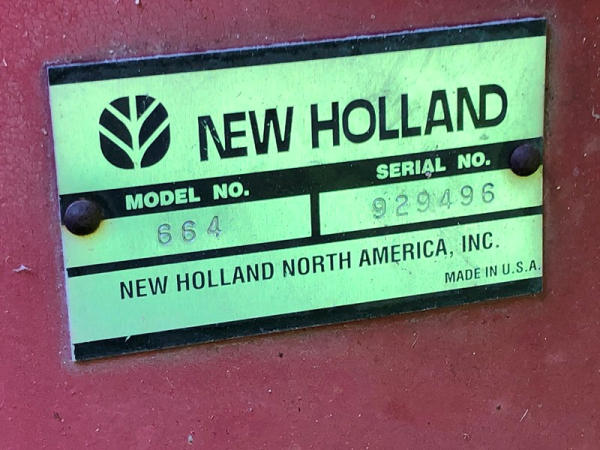 NEW HOLLAND
MODEL NO.
SERIAL NO.
664
929496
NEW HOLLAND NORTH AMERICA, INC.
MADE IN U.S.A.